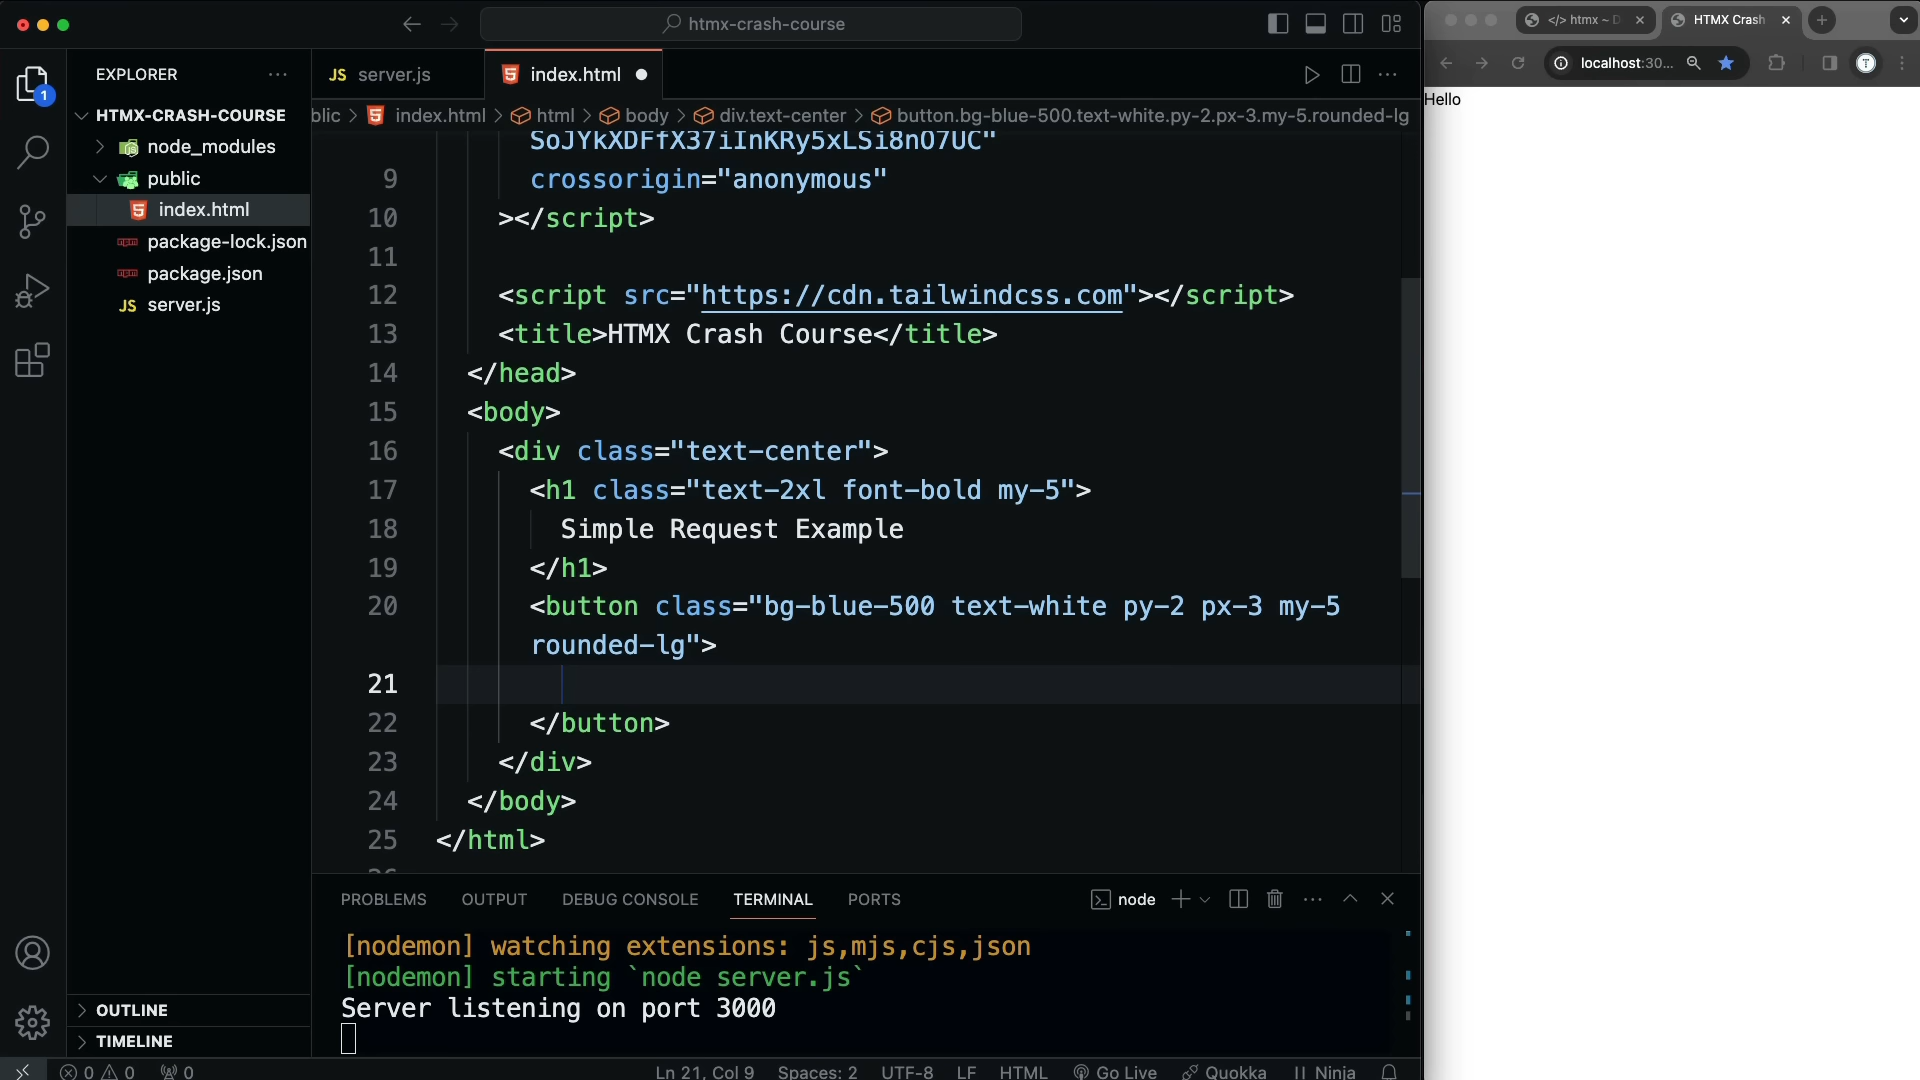 htmx-crash-course
</> htmx ~ D
HTMX Crash
localhost:30...
T
Hello
1
EXPLORER
HTMX-CRASH-COURSE
node_modules
public
index.html
package-lock.json
package.json
JS server.js
OUTLINE
TIMELINE
JS server.js
index.html
blic > index.html > html > body > div.text-center > button.bg-blue-500.text-white.py-2.px-3.my-5.rounded-lg
SoJYkXDFfX37iInKRy5xLSi8nO7UC"
9 crossorigin="anonymous"
10 ></script>
11
12 <script src="https://cdn.tailwindcss.com"></script>
13 <title>HTMX Crash Course</title>
14 </head>
15 <body>
16 <div class="text-center">
17 <h1 class="text-2xl font-bold my-5">
18 Simple Request Example
19 </h1>
20 <button class="bg-blue-500 text-white py-2 px-3 my-5
rounded-lg">
21
22 </button>
23 </div>
24 </body>
25 </html>
PROBLEMS OUTPUT DEBUG CONSOLE TERMINAL PORTS
node
[nodemon] watching extensions: js,mjs,cjs,json
[nodemon] starting `node server.js`
Server listening on port 3000
0 0 0
Ln 21, Col 9 Spaces: 2 UTF-8 LF HTML Go Live Quokka Ninja